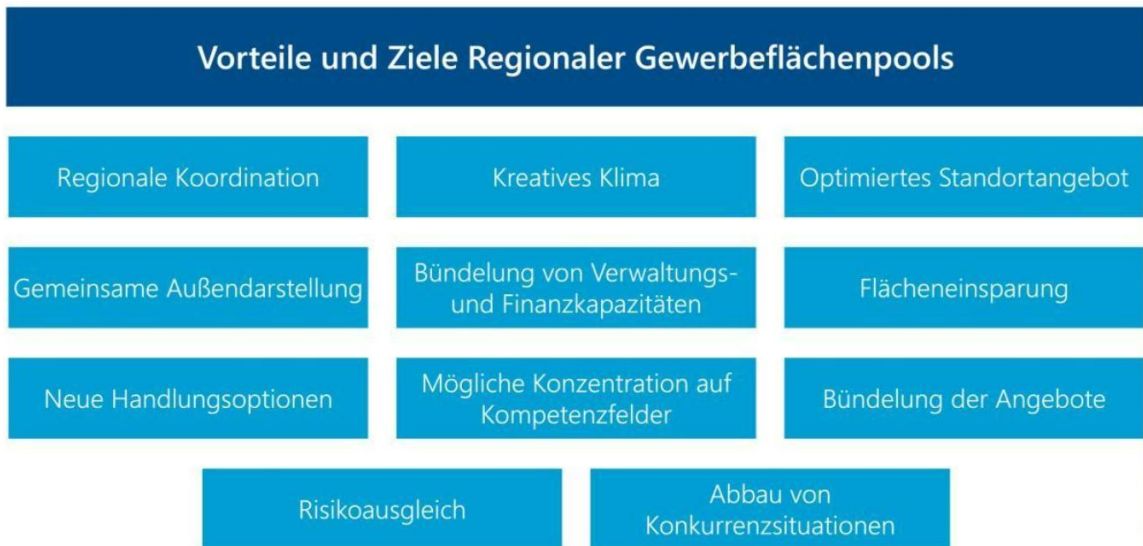 Vorteile und Ziele Regionaler Gewerbeflächenpools
Regionale Koordination
Kreatives Klima
Optimiertes Standortangebot
Gemeinsame Außendarstellung
Bündelung von Verwaltungs-
und Finanzkapazitäten
Flächeneinsparung
Neue Handlungsoptionen
Mögliche Konzentration auf
Kompetenzfelder
Bündelung der Angebote
Risikoausgleich
Abbau von
Konkurrenzsituationen